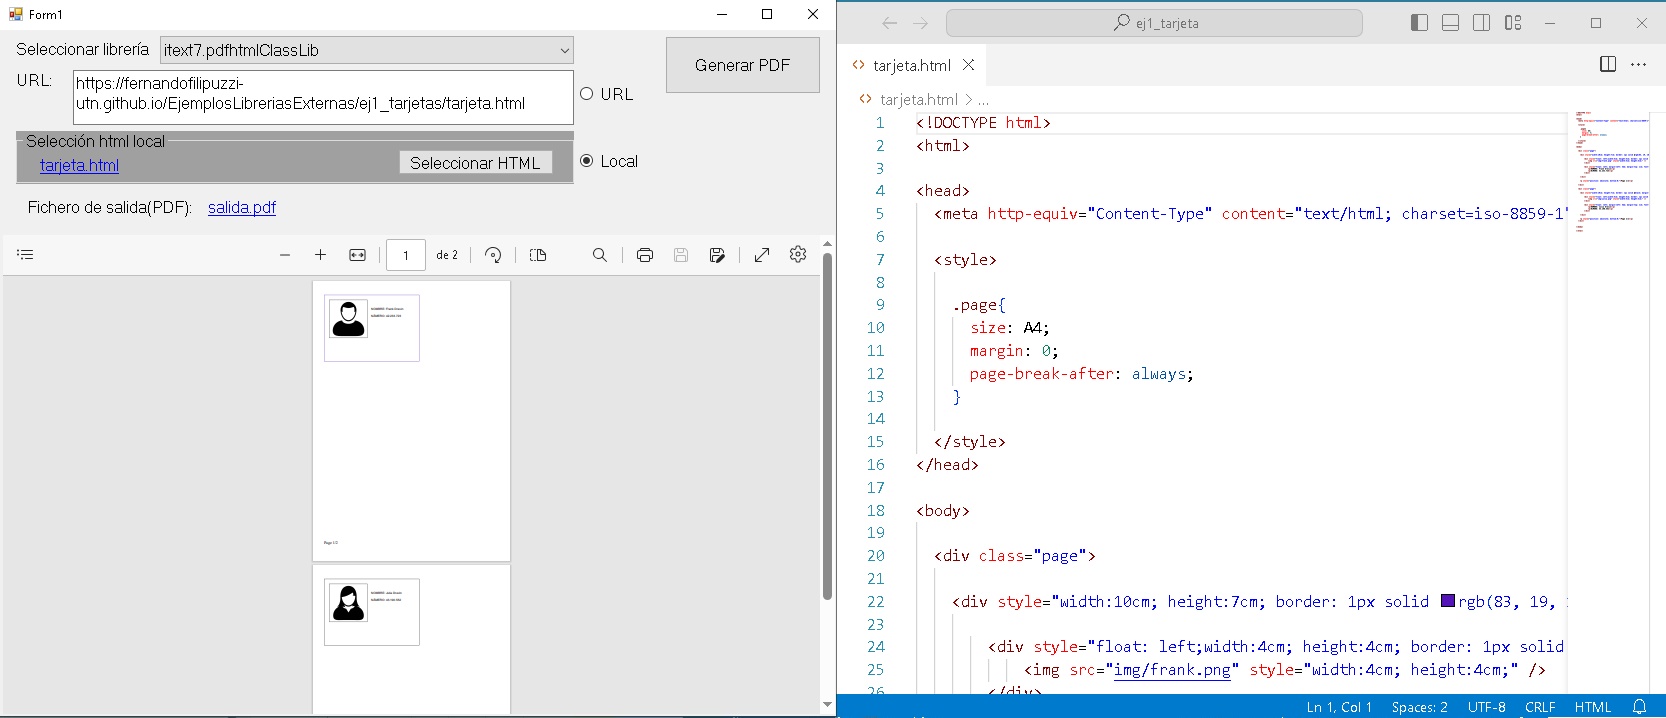 Form1
Seleccionar librería
itext7.pdfhtmlClassLib
Generar PDF
URL:
https://fernandofilipuzzi-
utn.github.io/EjemplosLibreriasExternas/ej1_tarjetas/tarjeta.html
URL
Selección html local
tarjeta.html
Seleccionar HTML
Local
Fichero de salida(PDF):
salida.pdf
1
de 2
ej1_tarjeta
tarjeta.html
tarjeta.html > ...
1 <!DOCTYPE html>
2 <html>
3
4 <head>
5 <meta http-equiv="Content-Type" content="text/html; charset=iso-8859-1"
6
7 <style>
8
9 .page{
10 size: A4;
11 margin: 0;
12 page-break-after: always;
13 }
14
15 </style>
16 </head>
17
18 <body>
19
20 <div class="page">
21
22 <div style="width:10cm; height:7cm; border: 1px solid rgb(83, 19,
23
24 <div style="float: left;width:4cm; height:4cm; border: 1px solid
25 <img src="img/frank.png" style="width:4cm; height:4cm;" />
26 </div>
Ln 1, Col 1
Spaces: 2
UTF-8
CRLF
HTML